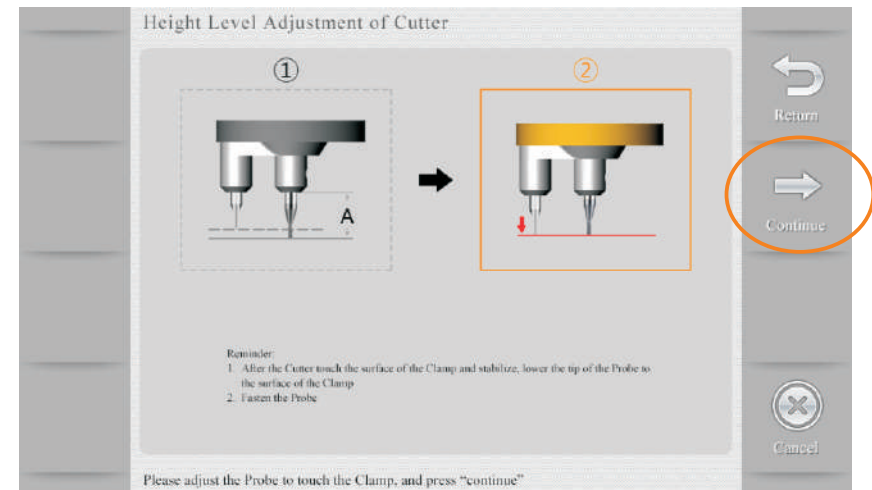 Height Level Adjustment of Cutter
① ②
Return
A
Continue
Reminder:
1. After the Cutter touch the surface of the Clamp and stabilize, lower the tip of the Probe to
the surface of the Clamp
2. Fasten the Probe
Cancel
Please adjust the Probe to touch the Clamp, and press “continue”